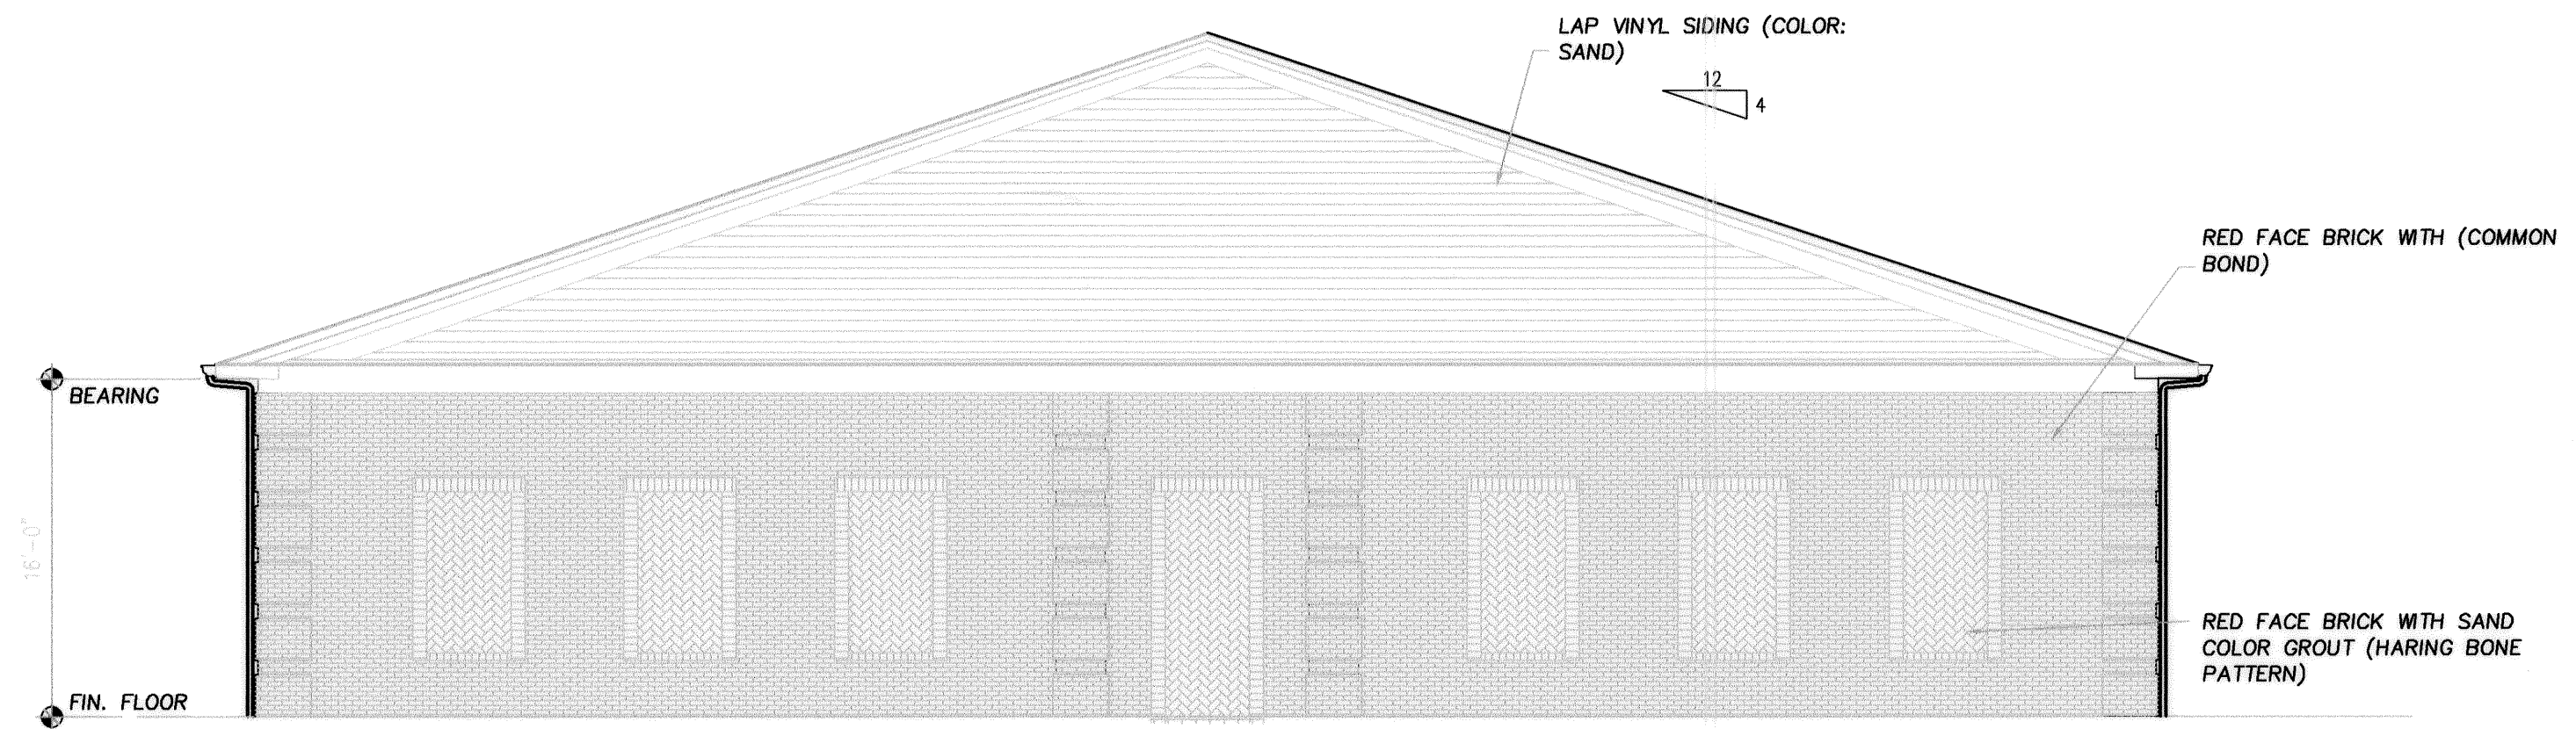 LAP VINYL SIDING (COLOR:
SAND)
12
4
RED FACE BRICK WITH (COMMON
BOND)
BEARING
16'-0"
RED FACE BRICK WITH SAND
COLOR GROUT (HARING BONE
PATTERN)
FIN. FLOOR